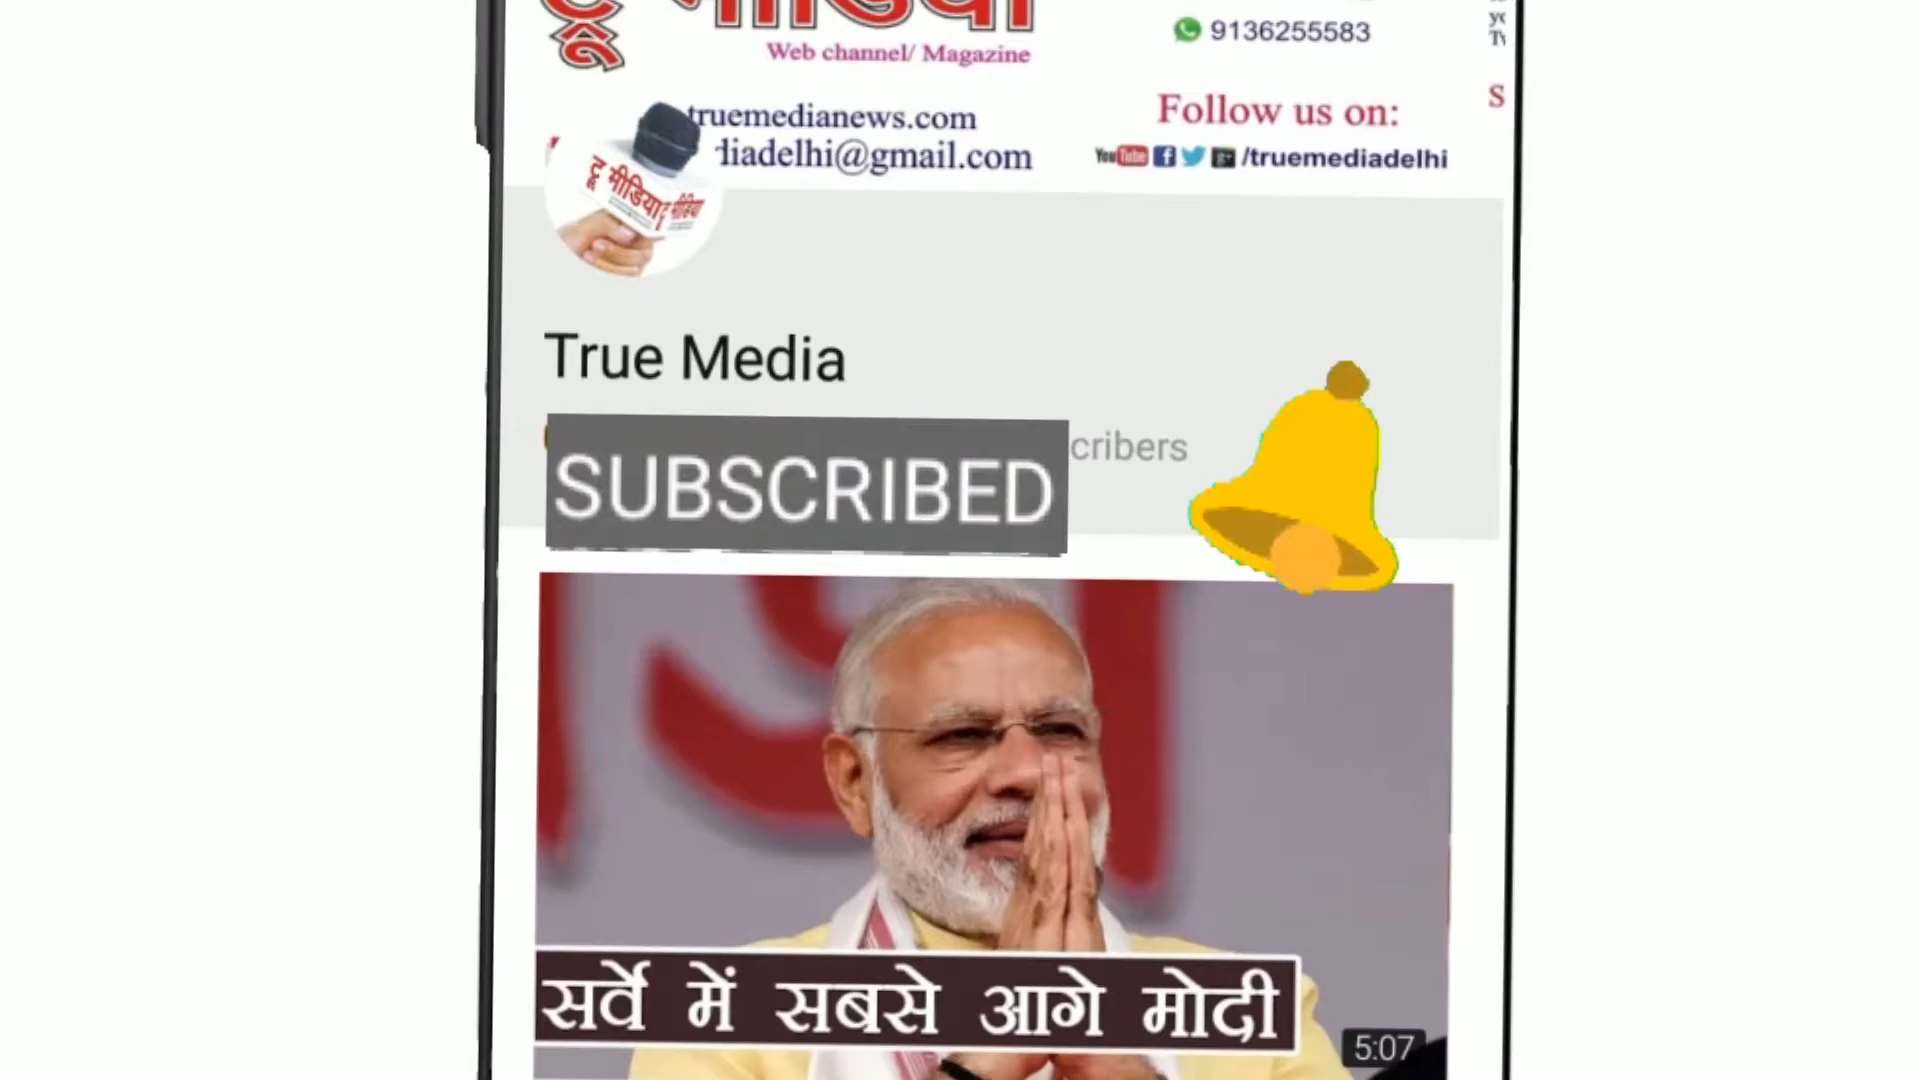 टू मीडिया
Web channel/ Magazine
9136255583
truemedianews.com
diadelhi@gmail.com
Follow us on:
YouTube /truemediadelhi
S
टू मीडिया
मीडिया
True Media
SUBSCRIBED
cribers
सर्वे में सबसे आगे मोदी
5:07